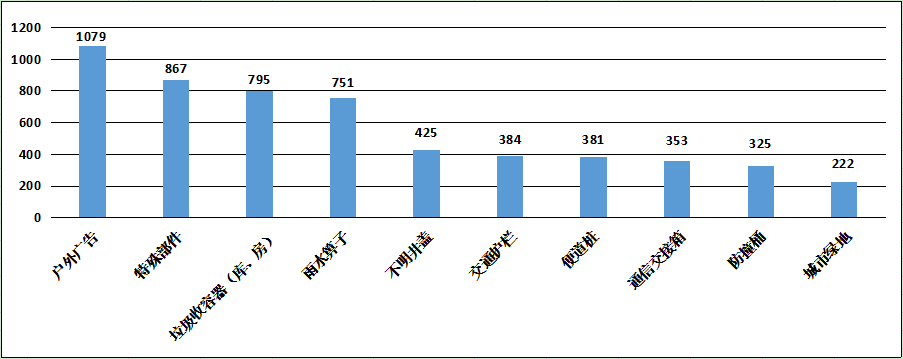 1200
1000
800
600
400
200
0
1079
867
795
751
425
384
381
353
325
222
户外广告
特殊部件
垃圾收容器（库、房）
雨水箅子
不明井盖
交通护栏
便道桩
通信交接箱
防撞桶
城市绿地